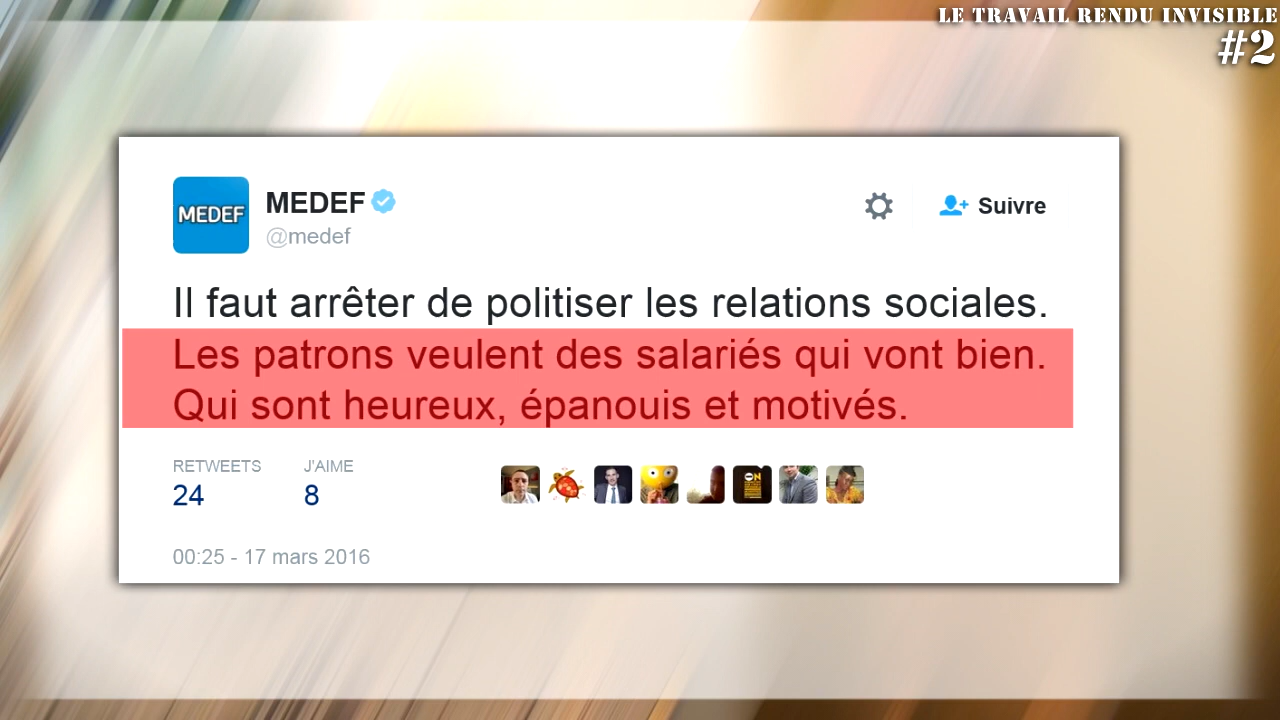 LE TRAVAIL RENDU INVISIBLE
#2
MEDEF
MEDEF
@medef
Suivre
Il faut arrêter de politiser les relations sociales.
Les patrons veulent des salariés qui vont bien.
Qui sont heureux, épanouis et motivés.
RETWEETS J'AIME
24 8
ON
00:25 - 17 mars 2016